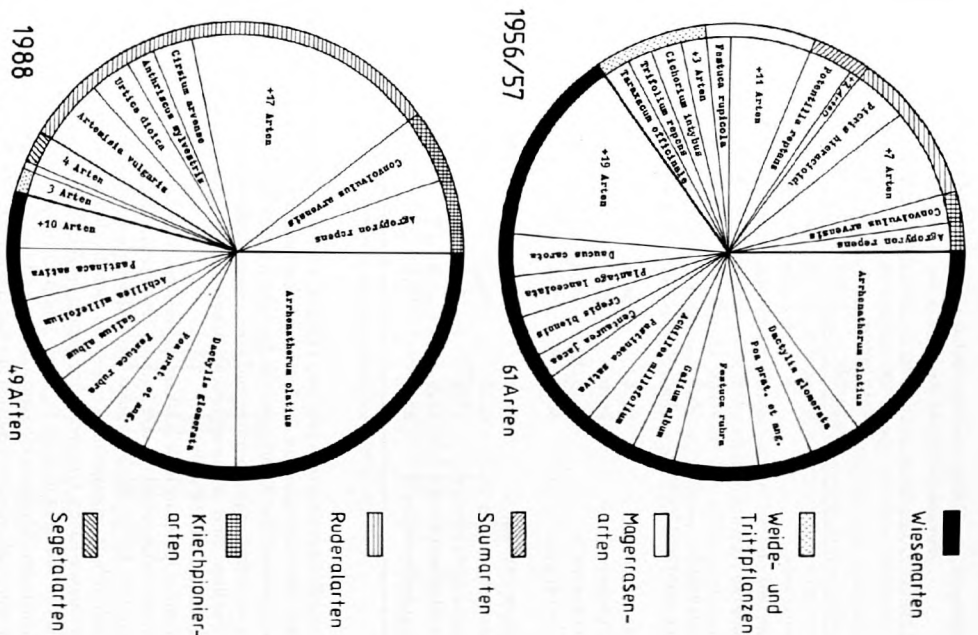 1988
49 Arten
+17 Arten
Convolvulus arvensis
Agropyron repens
Arrhenatherum elatius
Dactylis glomerata
Poa prat. et ang.
Festuca rubra
Galium album
Achillea millefolium
Pastinaca sativa
+10 Arten
3 Arten
4 Arten
Artemisia vulgaris
Urtica dioica
Anthriscus sylvestris
Cirsium arvense
1956/57
61 Arten
Festuca rupicola
+11 Arten
Potentilla reptans
+2 Arten
Picris hieracioid.
+7 Arten
Convolvulus arvensis
Agropyron repens
Arrhenatherum elatius
Dactylis glomerata
Poa prat. et ang.
Festuca rubra
Galium album
Achillea millefolium
Pastinaca sativa
Centaurea jacea
Crepis biennis
Plantago lanceolata
Daucus carota
+19 Arten
Taraxacum officinale
Trifolium repens
Cichorium intybus
+3 Arten
Wiesenarten
Weide- und
Trittpflanzen
Magerrasen-
arten
Saumarten
Ruderalarten
Kriechpionier-
arten
Segetalarten